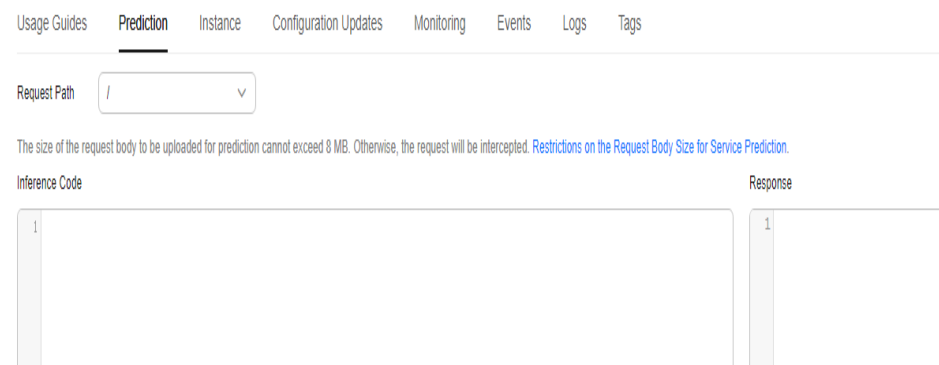 Usage Guides Prediction Instance Configuration Updates Monitoring Events Logs Tags
Request Path /
The size of the request body to be uploaded for prediction cannot exceed 8 MB. Otherwise, the request will be intercepted. Restrictions on the Request Body Size for Service Prediction.
Inference Code Response
1 1